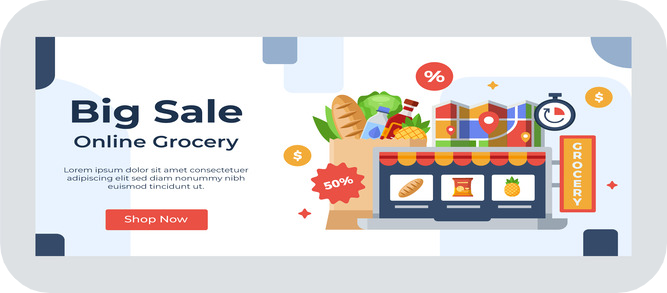 Big Sale
Online Grocery
Lorem ipsum dolor sit amet consectetuer
adipiscing elit diam nonummy nibh
euismod tincidunt ut.
Shop Now
%
$
$
50%
GROCERY